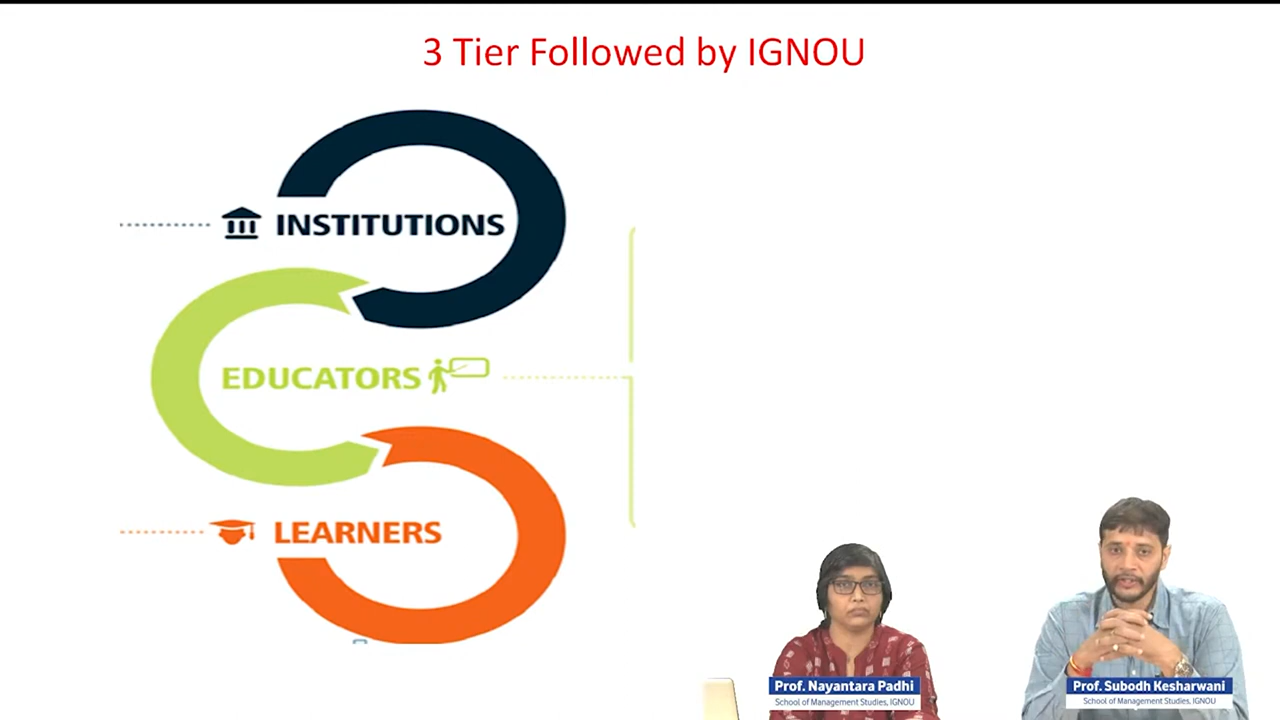 3 Tier Followed by IGNOU
INSTITUTIONS
EDUCATORS
LEARNERS
Prof. Nayantara Padhi
School of Management Studies, IGNOU
Prof. Subodh Kesharwani
School of Management Studies, IGNOU